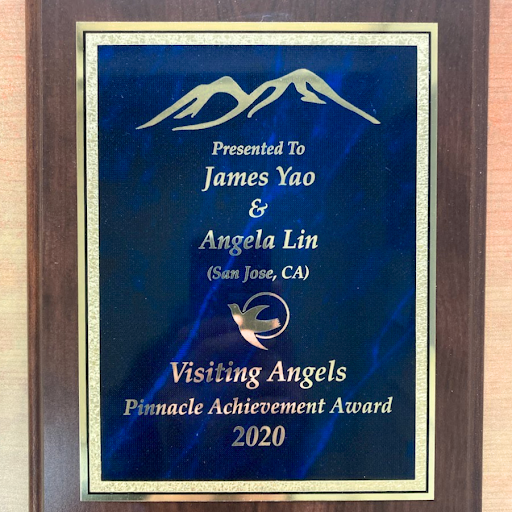 Presented To
James Yao
&
Angela Lin
(San Jose, CA)
Visiting Angels
Pinnacle Achievement Award
2020